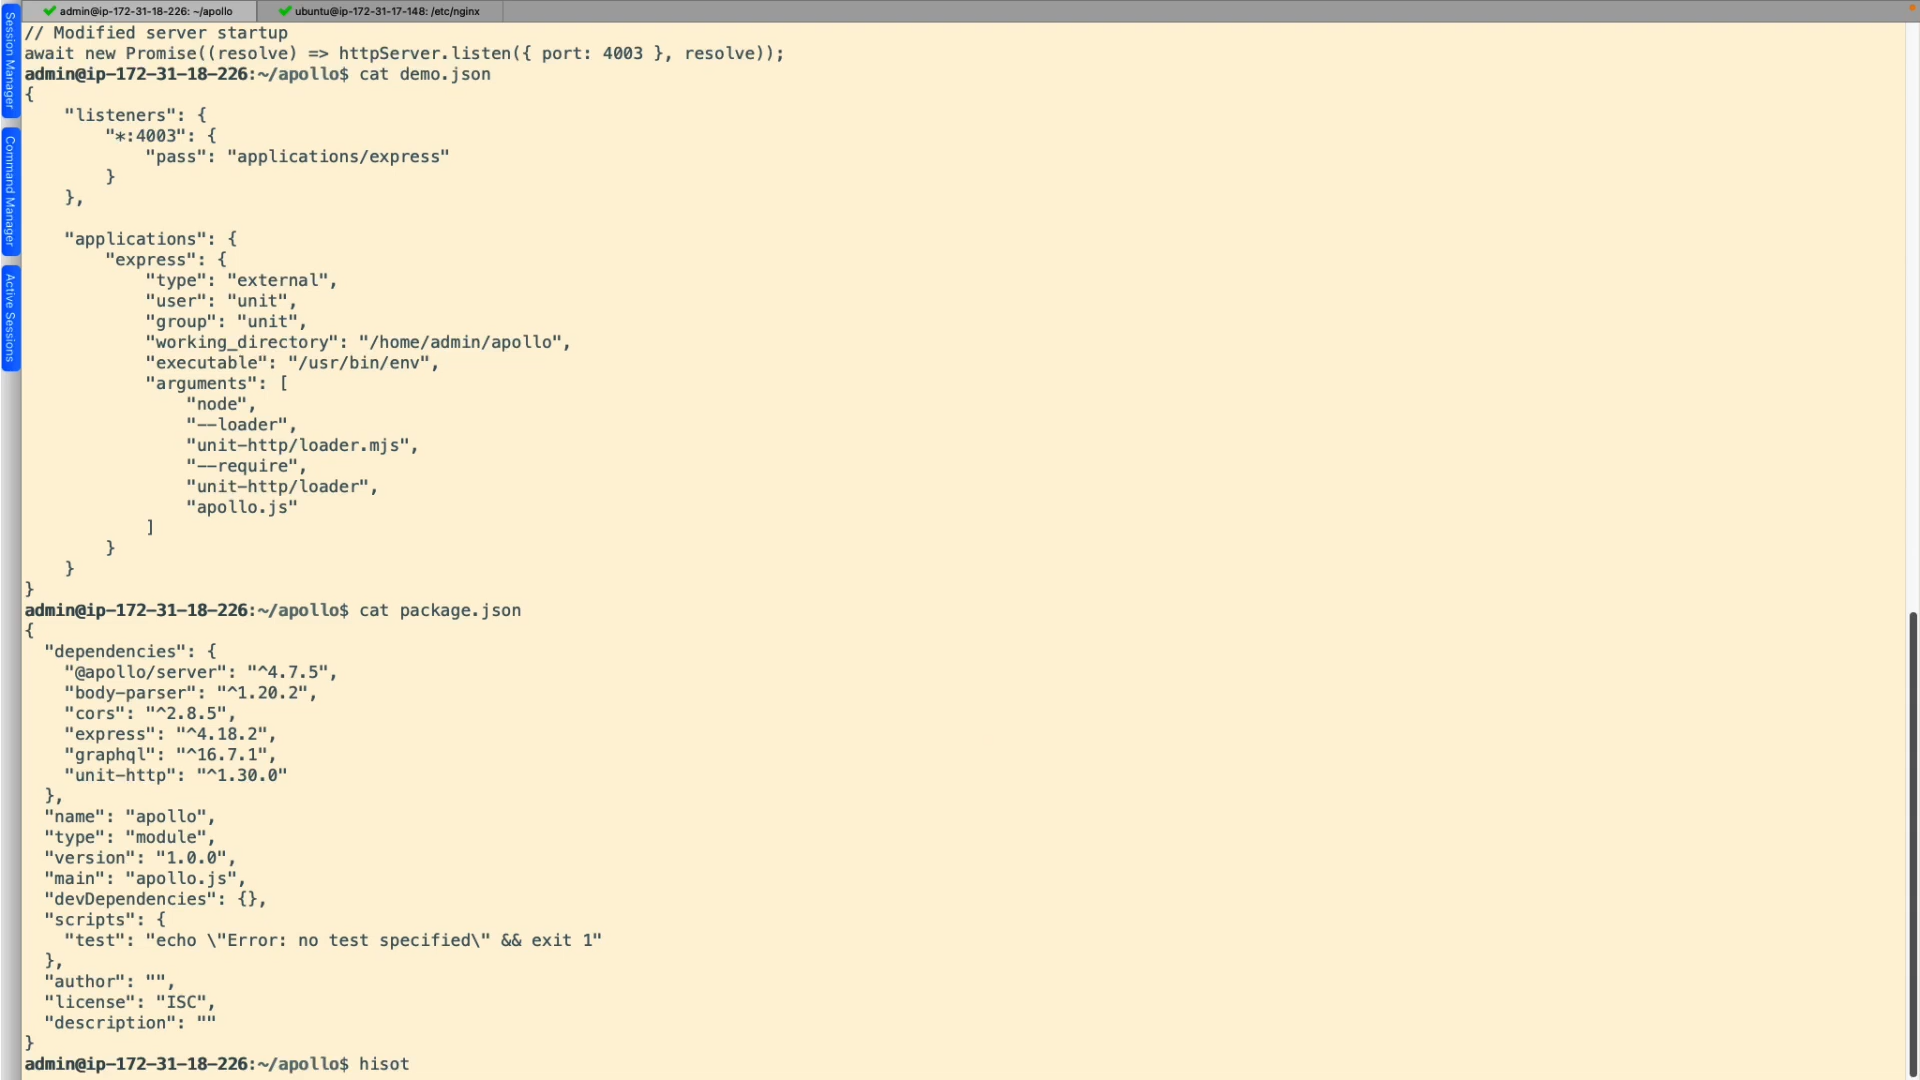 admin@ip-172-31-18-226: ~/apollo
ubuntu@ip-172-31-17-148: /etc/nginx
Session Manager
Command Manager
Active Sessions
// Modified server startup
await new Promise((resolve) => httpServer.listen({ port: 4003 }, resolve));
admin@ip-172-31-18-226:~/apollo$ cat demo.json
{
    "listeners": {
        "*:4003": {
            "pass": "applications/express"
        }
    },

    "applications": {
        "express": {
            "type": "external",
            "user": "unit",
            "group": "unit",
            "working_directory": "/home/admin/apollo",
            "executable": "/usr/bin/env",
            "arguments": [
                "node",
                "--loader",
                "unit-http/loader.mjs",
                "--require",
                "unit-http/loader",
                "apollo.js"
            ]
        }
    }
}
admin@ip-172-31-18-226:~/apollo$ cat package.json
{
  "dependencies": {
    "@apollo/server": "^4.7.5",
    "body-parser": "^1.20.2",
    "cors": "^2.8.5",
    "express": "^4.18.2",
    "graphql": "^16.7.1",
    "unit-http": "^1.30.0"
  },
  "name": "apollo",
  "type": "module",
  "version": "1.0.0",
  "main": "apollo.js",
  "devDependencies": {},
  "scripts": {
    "test": "echo \"Error: no test specified\" && exit 1"
  },
  "author": "",
  "license": "ISC",
  "description": ""
}
admin@ip-172-31-18-226:~/apollo$ hisot